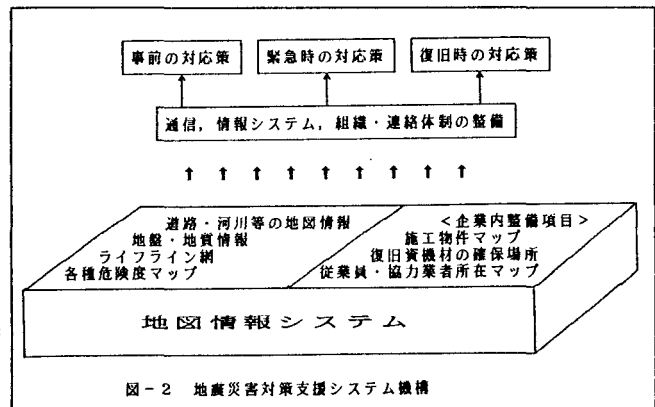 事前の対応策 緊急時の対応策 復旧時の対応策
通信,情報システム,組織・連絡体制の整備
道路・河川等の地図情報 <企業内整備項目>
地盤・地質情報 施工物件マップ
ライフライン網 復旧資機材の確保場所
各種危険度マップ 従業員・協力業者所在マップ
地図情報システム
図-2 地震災害対策支援システム機構